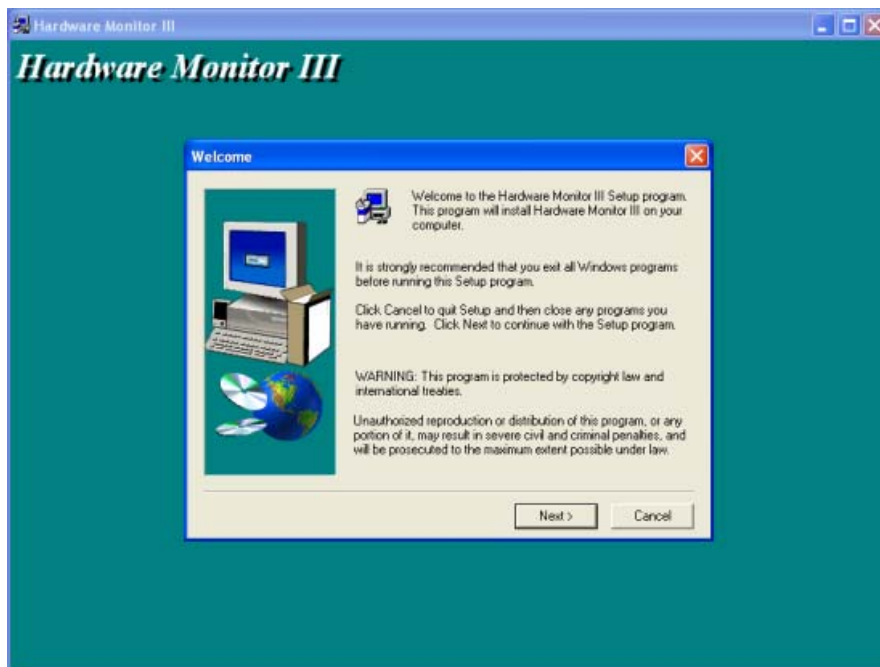 Hardware Monitor III
Hardware Monitor III
Welcome
Welcome to the Hardware Monitor III Setup program.
This program will install Hardware Monitor III on your
computer.
It is strongly recommended that you exit all Windows programs
before running this Setup program.
Click Cancel to quit Setup and then close any programs you
have running. Click Next to continue with the Setup program.
WARNING: This program is protected by copyright law and
international treaties.
Unauthorized reproduction or distribution of this program, or any
portion of it, may result in severe civil and criminal penalties, and
will be prosecuted to the maximum extent possible under law.
Next >
Cancel